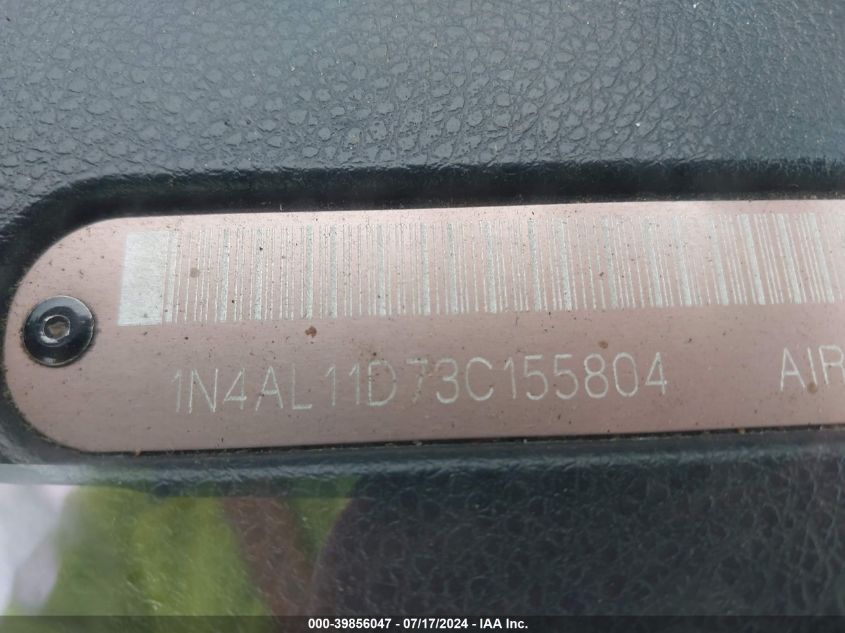 1N4AL11D73C155804 AIR
000-39856047 - 07/17/2024 - IAA Inc.